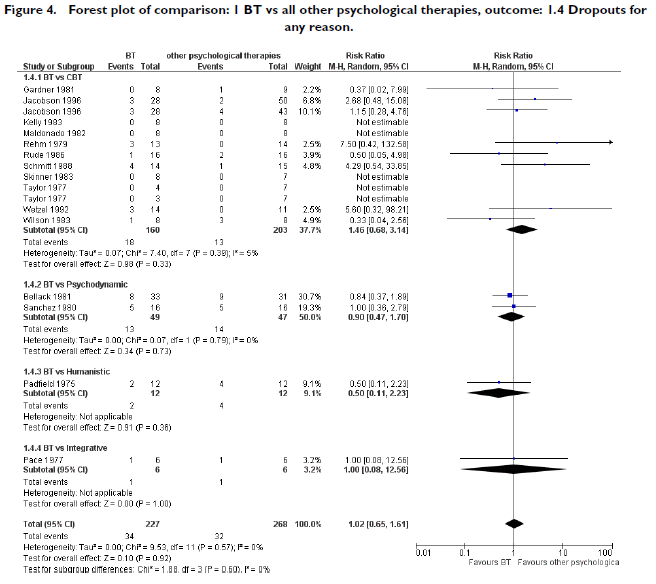 Figure 4. Forest plot of comparison: 1 BT vs all other psychological therapies, outcome: 1.4 Dropouts for
any reason.
BT other psychological therapies Risk Ratio Risk Ratio
Study or Subgroup Events Total Events Total Weight M-H, Random, 95% CI M-H, Random, 95% CI
1.4.1 BT vs CBT
Gardner 1981 0 8 1 9 2.2% 0.37 [0.02, 7.99]
Jacobson 1996 3 28 2 50 6.8% 2.68 [0.48, 15.08]
Jacobson 1996 3 28 4 43 10.1% 1.15 [0.28, 4.76]
Kelly 1983 0 8 0 8 Not estimable
Maldonado 1982 0 8 0 8 Not estimable
Rehm 1979 3 13 0 14 2.5% 7.50 [0.42, 132.58]
Rude 1986 1 16 2 16 3.9% 0.50 [0.05, 4.98]
Schmitt 1988 4 14 1 15 4.8% 4.29 [0.54, 33.85]
Skinner 1983 0 8 0 7 Not estimable
Taylor 1977 0 4 0 7 Not estimable
Taylor 1977 0 3 0 7 Not estimable
Watzel 1992 3 14 0 11 2.5% 5.60 [0.32, 98.21]
Wilson 1983 1 8 3 8 4.9% 0.33 [0.04, 2.56]
Subtotal (95% CI) 160 203 37.7% 1.46 [0.68, 3.14]
Total events 18 13
Heterogeneity: Tau² = 0.07; Chi² = 7.40, df = 7 (P = 0.39); I² = 5%
Test for overall effect: Z = 0.98 (P = 0.33)
1.4.2 BT vs Psychodynamic
Bellack 1981 8 33 9 31 30.7% 0.84 [0.37, 1.89]
Sanchez 1980 5 16 5 16 19.3% 1.00 [0.36, 2.79]
Subtotal (95% CI) 49 47 50.0% 0.90 [0.47, 1.70]
Total events 13 14
Heterogeneity: Tau² = 0.00; Chi² = 0.07, df = 1 (P = 0.79); I² = 0%
Test for overall effect: Z = 0.34 (P = 0.73)
1.4.3 BT vs Humanistic
Padfield 1975 2 12 4 12 9.1% 0.50 [0.11, 2.23]
Subtotal (95% CI) 12 12 9.1% 0.50 [0.11, 2.23]
Total events 2 4
Heterogeneity: Not applicable
Test for overall effect: Z = 0.91 (P = 0.36)
1.4.4 BT vs Integrative
Pace 1977 1 6 1 6 3.2% 1.00 [0.08, 12.56]
Subtotal (95% CI) 6 6 3.2% 1.00 [0.08, 12.56]
Total events 1 1
Heterogeneity: Not applicable
Test for overall effect: Z = 0.00 (P = 1.00)
Total (95% CI) 227 268 100.0% 1.02 [0.65, 1.61]
Total events 34 32
Heterogeneity: Tau² = 0.00; Chi² = 9.53, df = 11 (P = 0.57); I² = 0%
Test for overall effect: Z = 0.10 (P = 0.92)
Test for subgroup differences: Chi² = 1.88, df = 3 (P = 0.60), I² = 0%
0.01 0.1 1 10 100
Favours BT Favours other psychologica